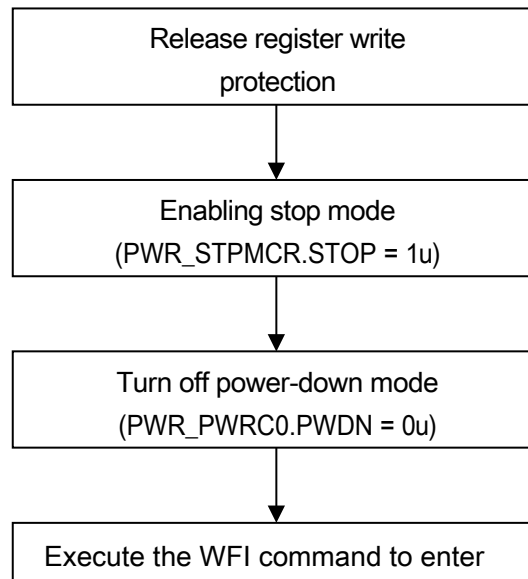 Release register write
protection
Enabling stop mode
(PWR_STPMCR.STOP = 1u)
Turn off power-down mode
(PWR_PWRC0.PWDN = 0u)
Execute the WFI command to enter